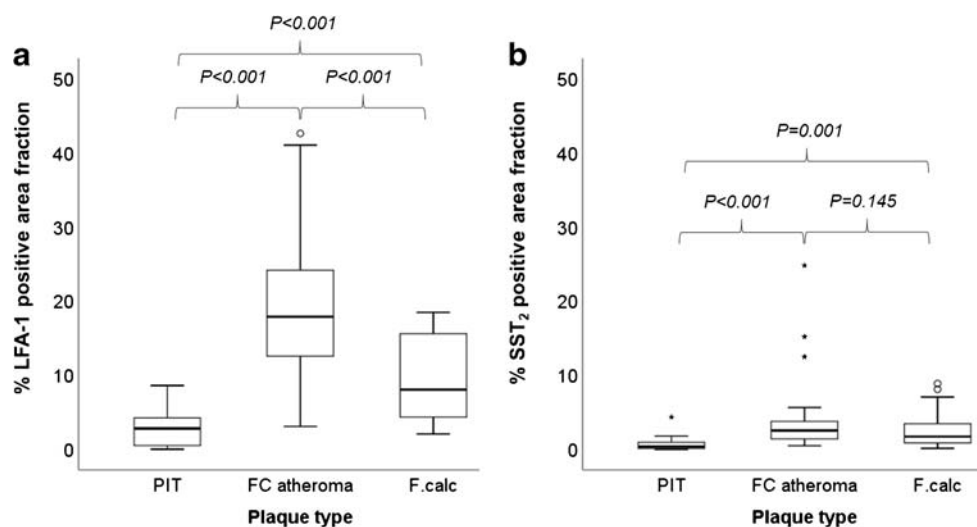 a
P<0.001
P<0.001
P<0.001
50
40
30
20
10
0
% LFA-1 positive area fraction
PIT
FC atheroma
F.calc
Plaque type
b
P=0.001
P<0.001
P=0.145
50
40
30
20
10
0
% SST₂ positive area fraction
PIT
FC atheroma
F.calc
Plaque type